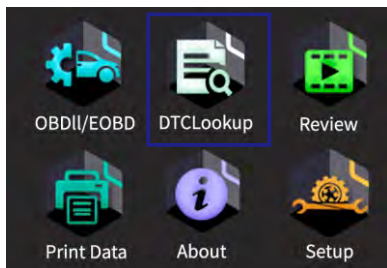 OBDll/EOBD
DTCLookup
Review
Print Data
About
Setup